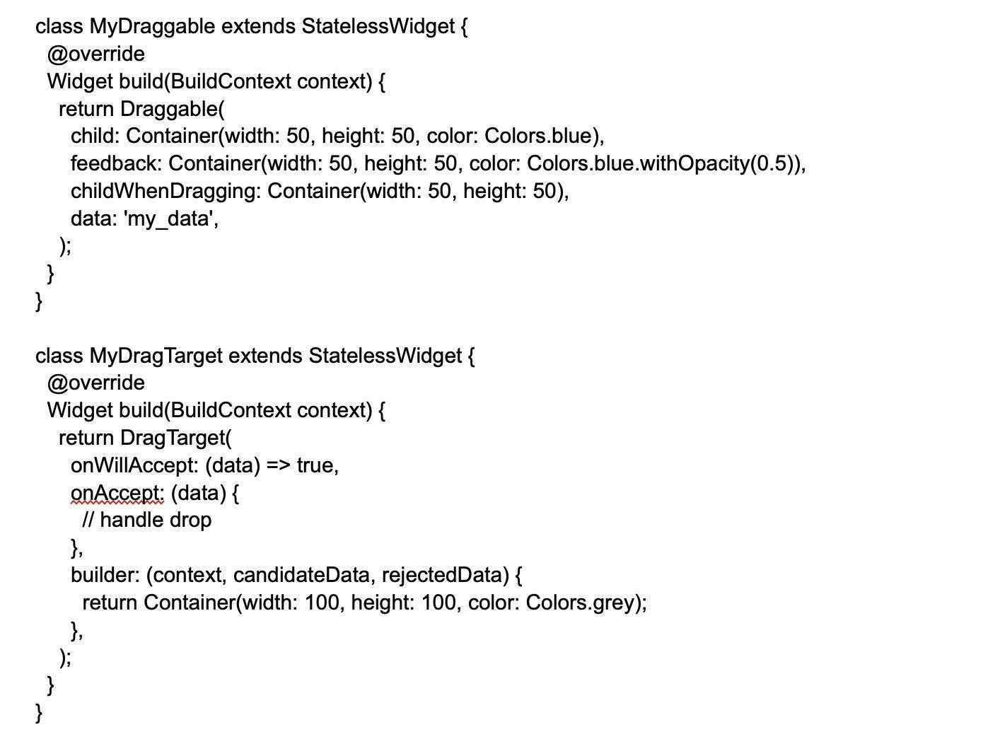 class MyDraggable extends StatelessWidget {
@override
Widget build(BuildContext context) {
return Draggable(
child: Container(width: 50, height: 50, color: Colors.blue),
feedback: Container(width: 50, height: 50, color: Colors.blue.withOpacity(0.5)),
childWhenDragging: Container(width: 50, height: 50),
data: 'my_data',
);
}
}
class MyDragTarget extends StatelessWidget {
@override
Widget build(BuildContext context) {
return DragTarget(
onWillAccept: (data) => true,
onAccept: (data) {
// handle drop
},
builder: (context, candidateData, rejectedData) {
return Container(width: 100, height: 100, color: Colors.grey);
},
);
}
}